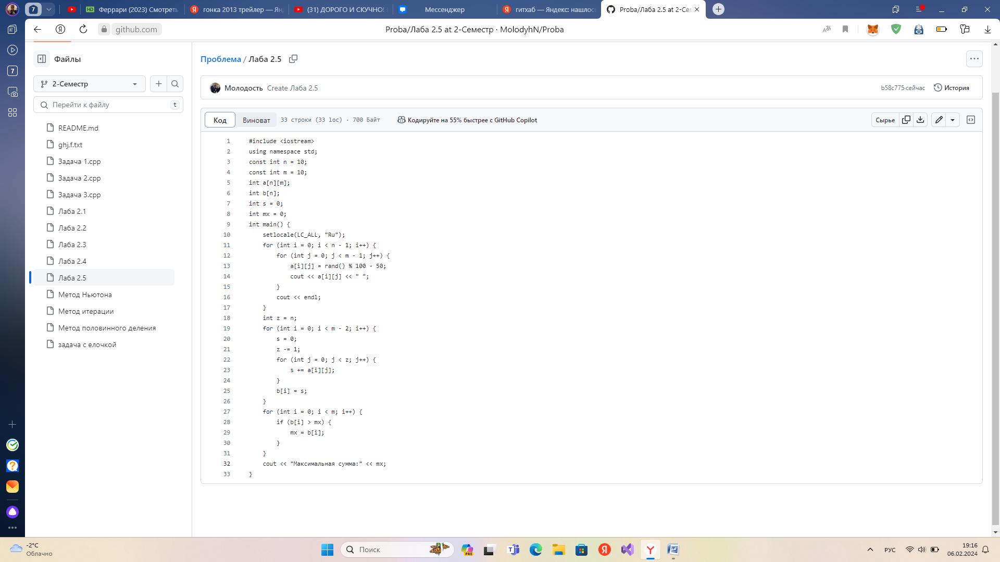 7
HD Феррари (2023) Смотреть
гонка 2013 трейлер — Ян
(31) ДОРОГО И СКУЧНО!
Мессенджер
гитхаб — Яндекс: нашлос
Proba/Лаба 2.5 at 2-Сем
github.com
Proba/Лаба 2.5 at 2-Семестр · MolodyhN/Proba
7
Файлы
2-Семестр
Перейти к файлу
t
README.md
ghj,f.txt
Задача 1.cpp
Задача 2.cpp
Задача 3.cpp
Лаба 2.1
Лаба 2.2
Лаба 2.3
Лаба 2.4
Лаба 2.5
Метод Ньютона
Метод итерации
Метод половинного деления
задача с елочкой
Проблема / Лаба 2.5
Молодость Create Лаба 2.5
b58c775·сейчас
История
Код
Виноват
33 строки (33 loc) · 700 Байт
Кодируйте на 55% быстрее с GitHub Copilot
Сырье
1 #include <iostream>
2 using namespace std;
3 const int n = 10;
4 const int m = 10;
5 int a[n][m];
6 int b[n];
7 int s = 0;
8 int mx = 0;
9 int main() {
10 setlocale(LC_ALL, "Ru");
11 for (int i = 0; i < n - 1; i++) {
12 for (int j = 0; j < m - 1; j++) {
13 a[i][j] = rand() % 100 - 50;
14 cout << a[i][j] << " ";
15 }
16 cout << endl;
17 }
18 int z = n;
19 for (int i = 0; i < m - 2; i++) {
20 s = 0;
21 z -= 1;
22 for (int j = 0; j < z; j++) {
23 s += a[i][j];
24 }
25 b[i] = s;
26 }
27 for (int i = 0; i < m; i++) {
28 if (b[i] > mx) {
29 mx = b[i];
30 }
31 }
32 cout << "Максимальная сумма:" << mx;
33 }
-2°C
Облачно
Поиск
PRE
РУС
19:16
06.02.2024